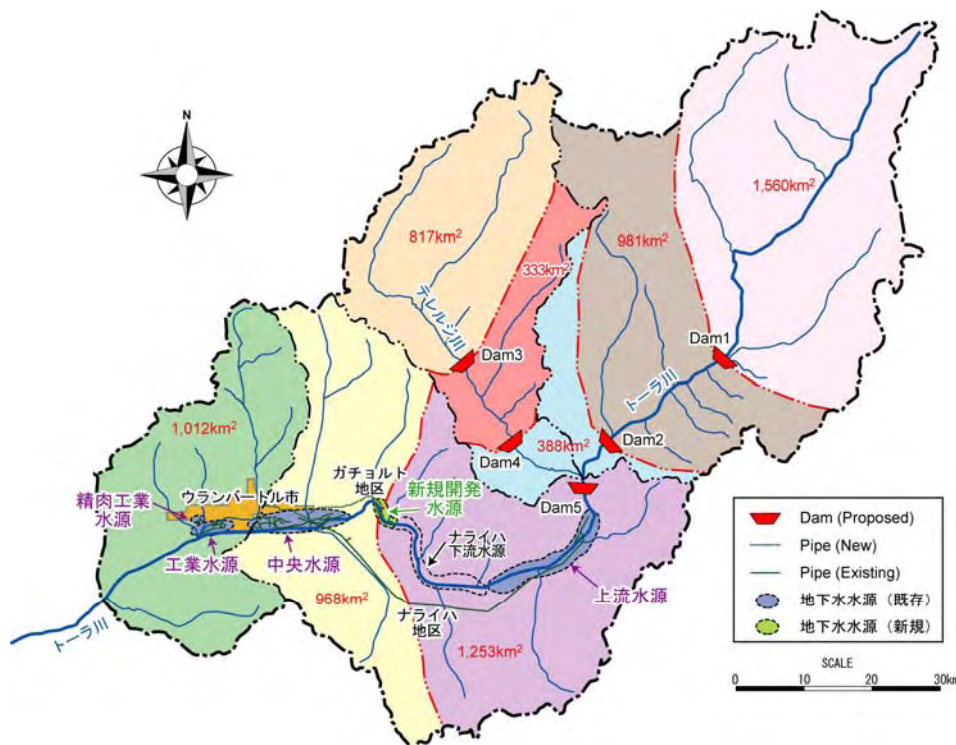 N
1,560km²
817km²
981km²
333km²
テレルジ川
Dam1
Dam3
トーラ川
1,012km²
388km²
Dam2
Dam4
ガチョルト
地区
新規開発
水源
Dam5
精肉工業
水源
ウランバートル市
ナライハ
下流水源
工業水源
中央水源
上流水源
968km²
ナライハ
地区
トーラ川
1,253km²
Dam (Proposed)
Pipe (New)
Pipe (Existing)
地下水水源（既存）
地下水水源（新規）
SCALE
0 10 20 30km